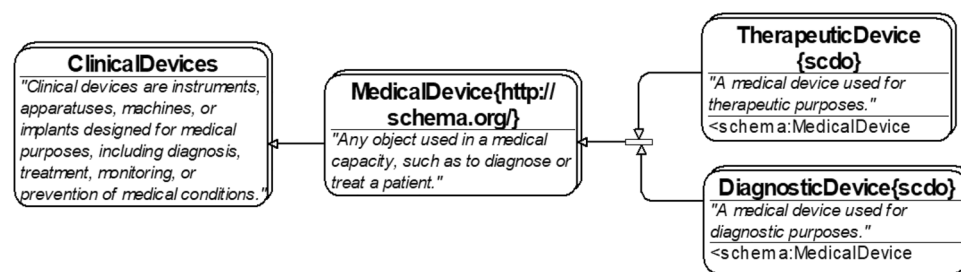 ClinicalDevices
"Clinical devices are instruments,
apparatuses, machines, or
implants designed for medical
purposes, including diagnosis,
treatment, monitoring, or
prevention of medical conditions."
MedicalDevice{http://
schema.org/}
"Any object used in a medical
capacity, such as to diagnose or
treat a patient."
TherapeuticDevice
{scdo}
"A medical device used for
therapeutic purposes."
<schema:MedicalDevice
DiagnosticDevice{scdo}
"A medical device used for
diagnostic purposes."
<schema:MedicalDevice